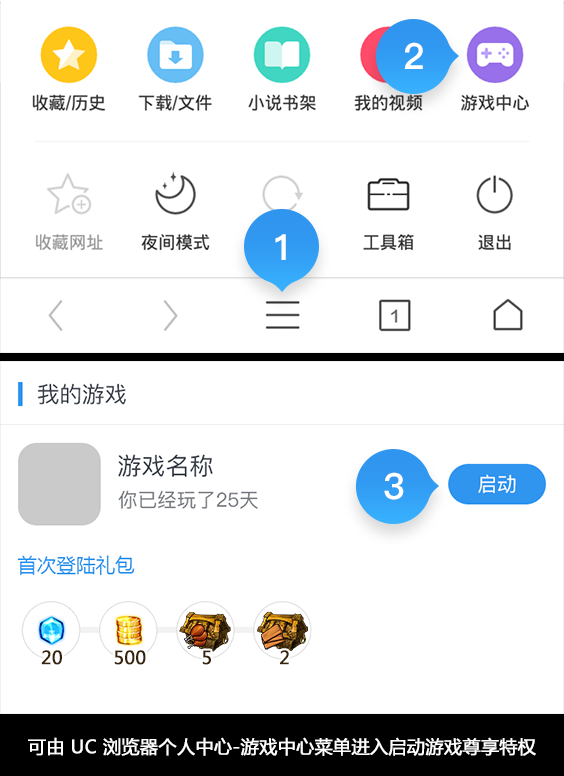 2
收藏/历史 下载/文件 小说书架 我的视频 游戏中心
收藏网址 夜间模式 工具箱 退出
1
1
我的游戏
游戏名称
你已经玩了25天
3 启动
首次登陆礼包
20 500 5 2
可由 UC 浏览器个人中心-游戏中心菜单进入启动游戏尊享特权